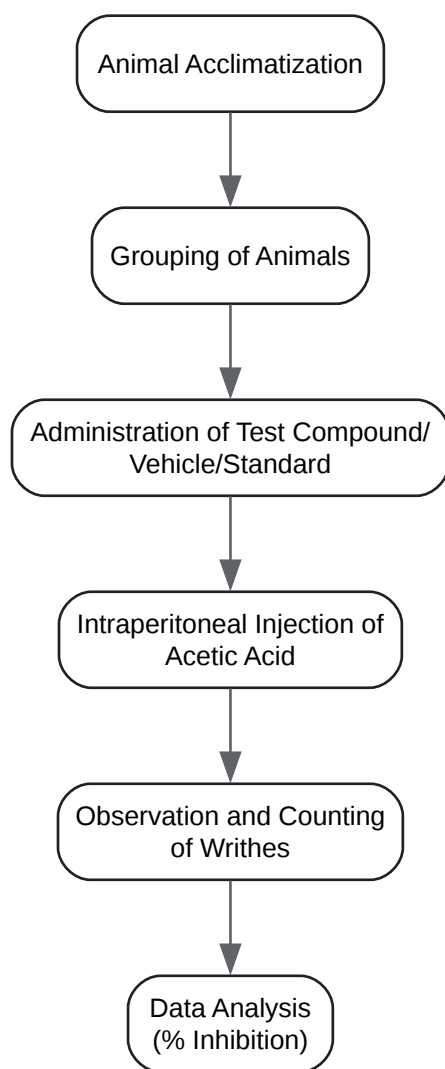 Animal Acclimatization
Grouping of Animals
Administration of Test Compound/
Vehicle/Standard
Intraperitoneal Injection of
Acetic Acid
Observation and Counting
of Writhes
Data Analysis
(% Inhibition)